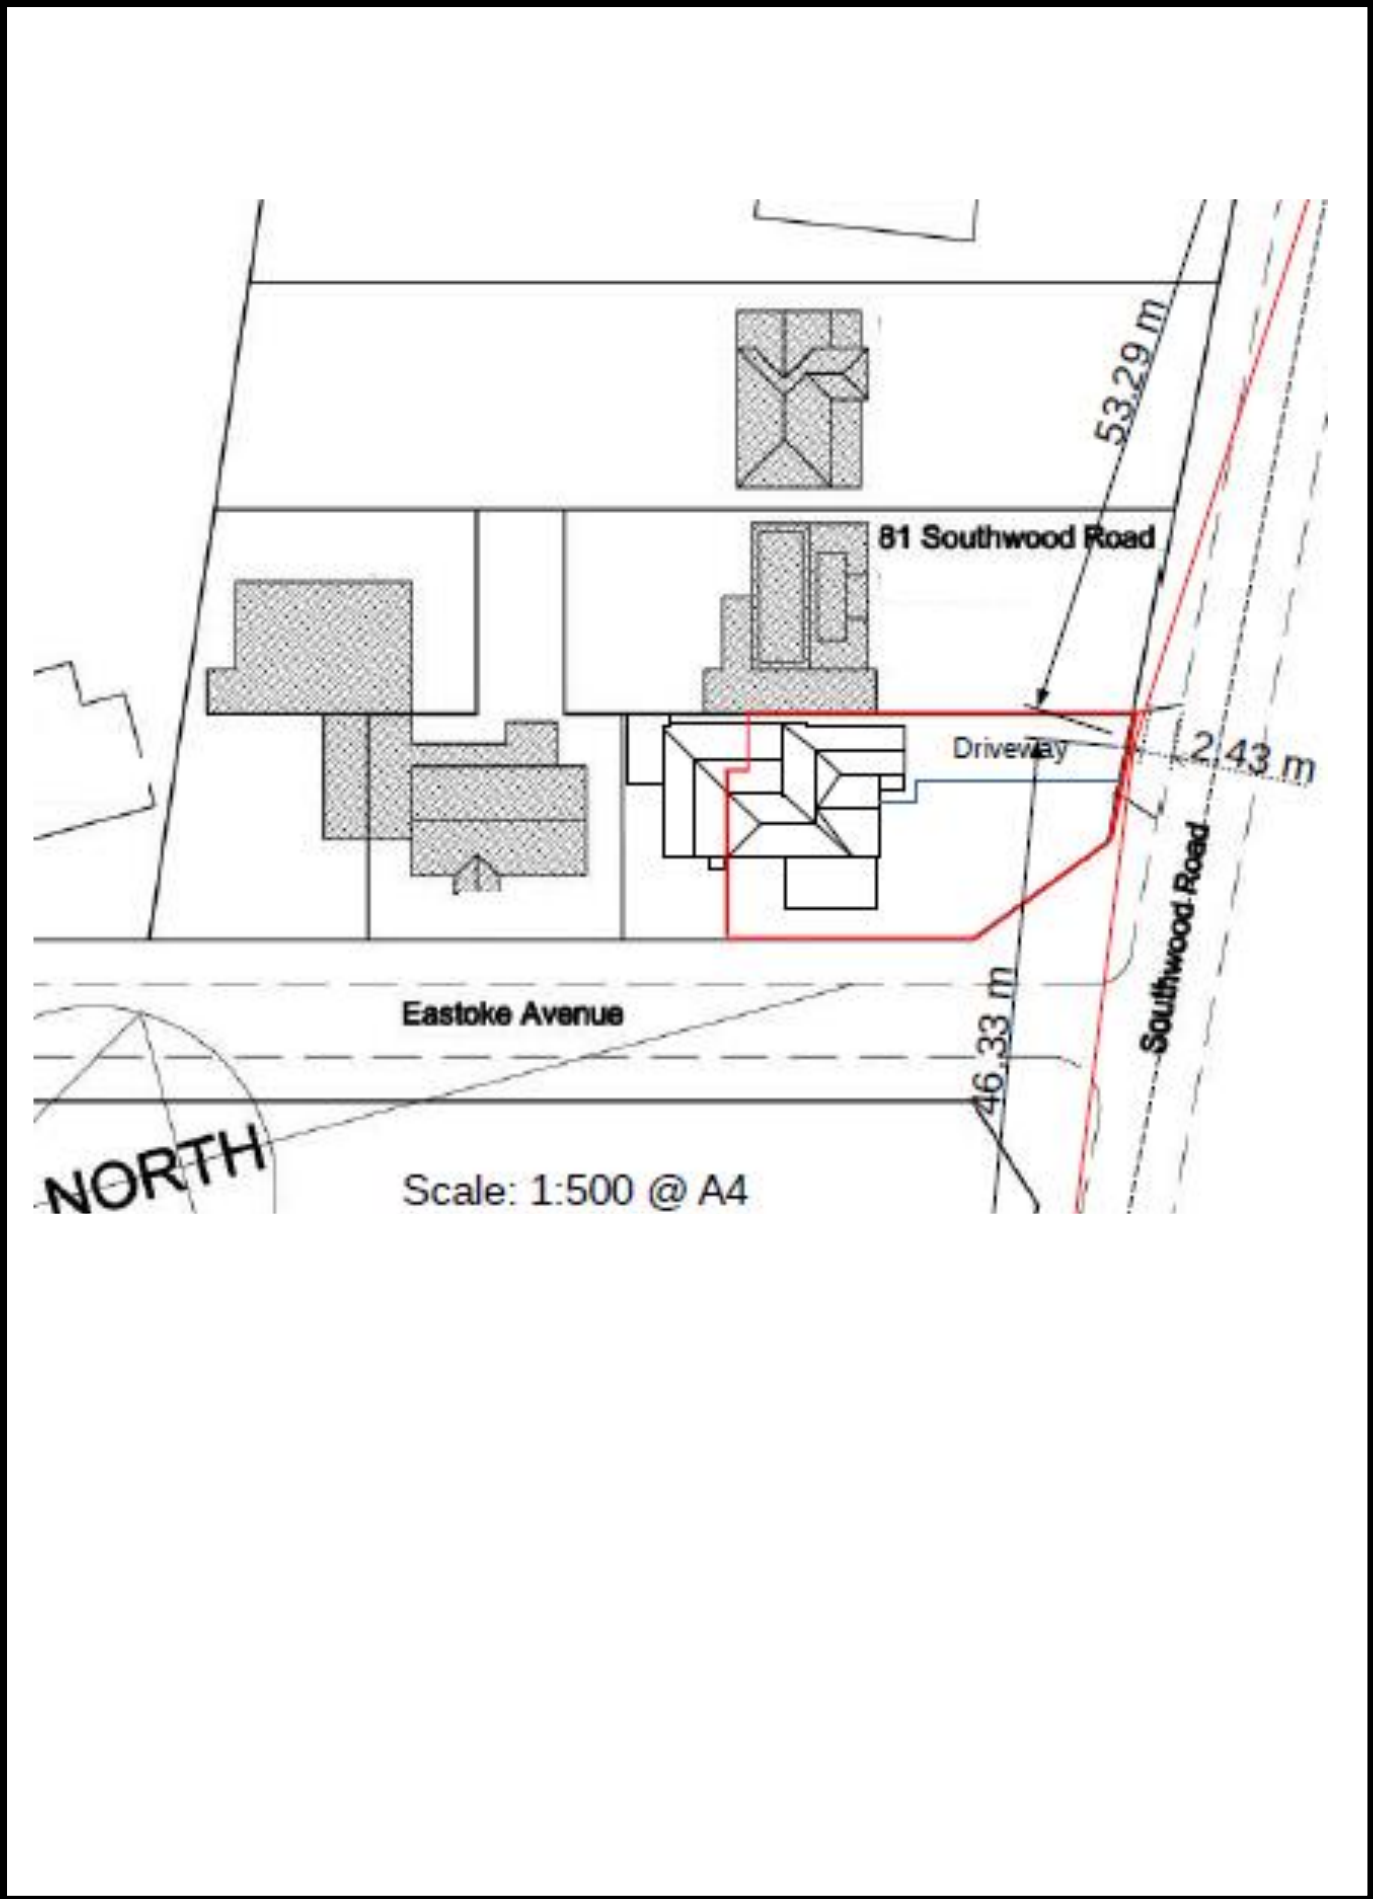 53.29 m
81 Southwood Road
Driveway
2.43 m
Southwood Road
46.33 m
Eastoke Avenue
NORTH
Scale: 1:500 @ A4